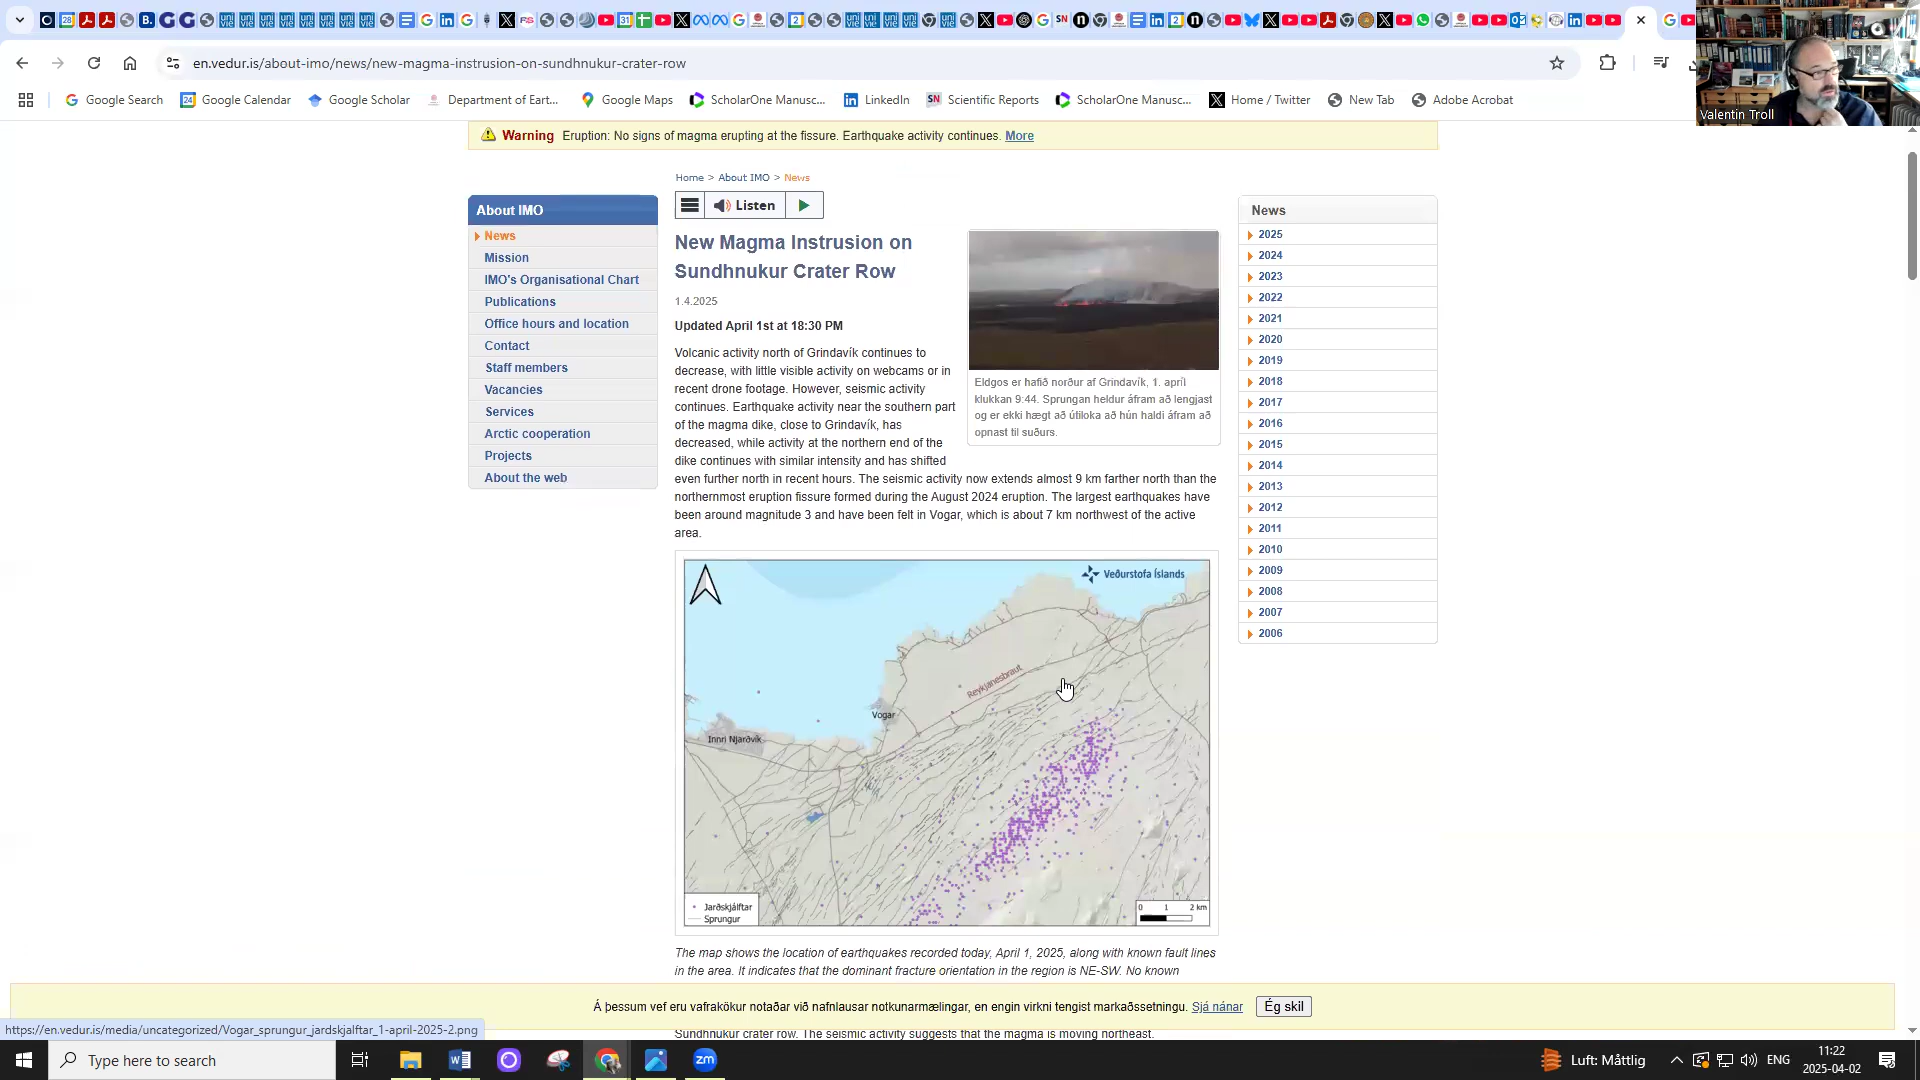 28
31
2
FS
SN
B.
2
n
n
en.vedur.is/about-imo/news/new-magma-instrusion-on-sundhnukur-crater-row
Google Search
24
Google Calendar
Google Scholar
Department of Eart...
Google Maps
ScholarOne Manusc...
LinkedIn
SN
Scientific Reports
ScholarOne Manusc...
Home / Twitter
New Tab
Adobe Acrobat
Valentin Troll
Warning Eruption: No signs of magma erupting at the fissure. Earthquake activity continues. More
Home > About IMO > News
Listen
About IMO
News
Mission
IMO's Organisational Chart
Publications
Office hours and location
Contact
Staff members
Vacancies
Services
Arctic cooperation
Projects
About the web
New Magma Instrusion on
Sundhnukur Crater Row
1.4.2025
Updated April 1st at 18:30 PM
Volcanic activity north of Grindavík continues to
decrease, with little visible activity on webcams or in
recent drone footage. However, seismic activity
continues. Earthquake activity near the southern part
of the magma dike, close to Grindavík, has
decreased, while activity at the northern end of the
dike continues with similar intensity and has shifted
even further north in recent hours. The seismic activity now extends almost 9 km farther north than the
northernmost eruption fissure formed during the August 2024 eruption. The largest earthquakes have
been around magnitude 3 and have been felt in Vogar, which is about 7 km northwest of the active
area.
Eldgos er hafið norður af Grindavík, 1. apríl
klukkan 9:44. Sprungan heldur áfram að lengjast
og er ekki hægt að útiloka að hún haldi áfram að
opnast til suðurs.
News
2025
2024
2023
2022
2021
2020
2019
2018
2017
2016
2015
2014
2013
2012
2011
2010
2009
2008
2007
2006
Veðurstofa Íslands
Reykjanesbraut
Vogar
Innri Njarðvík
Jarðskjálftar
Sprungur
0 1 2 km
The map shows the location of earthquakes recorded today, April 1, 2025, along with known fault lines
in the area. It indicates that the dominant fracture orientation in the region is NE-SW. No known
Á þessum vef eru vafrakökur notaðar við nafnlausar notkunarmælingar, en engin virkni tengist markaðssetningu. Sjá nánar Ég skil
https://en.vedur.is/media/uncategorized/Vogar_sprungur_jardskjalftar_1-april-2025-2.png
Sundhnukur crater row. The seismic activity suggests that the magma is moving northeast.
Type here to search
zm
Luft: Måttlig
ENG
11:22
2025-04-02